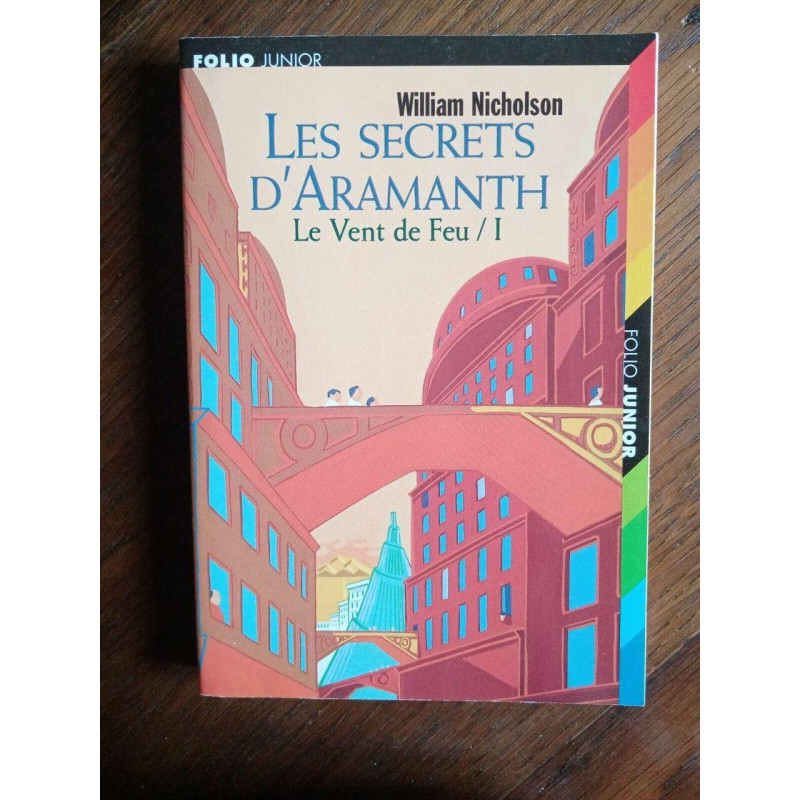 FOLIO JUNIOR
William Nicholson
LES SECRETS
D'ARAMANTH
Le Vent de Feu / I
FOLIO JUNIOR